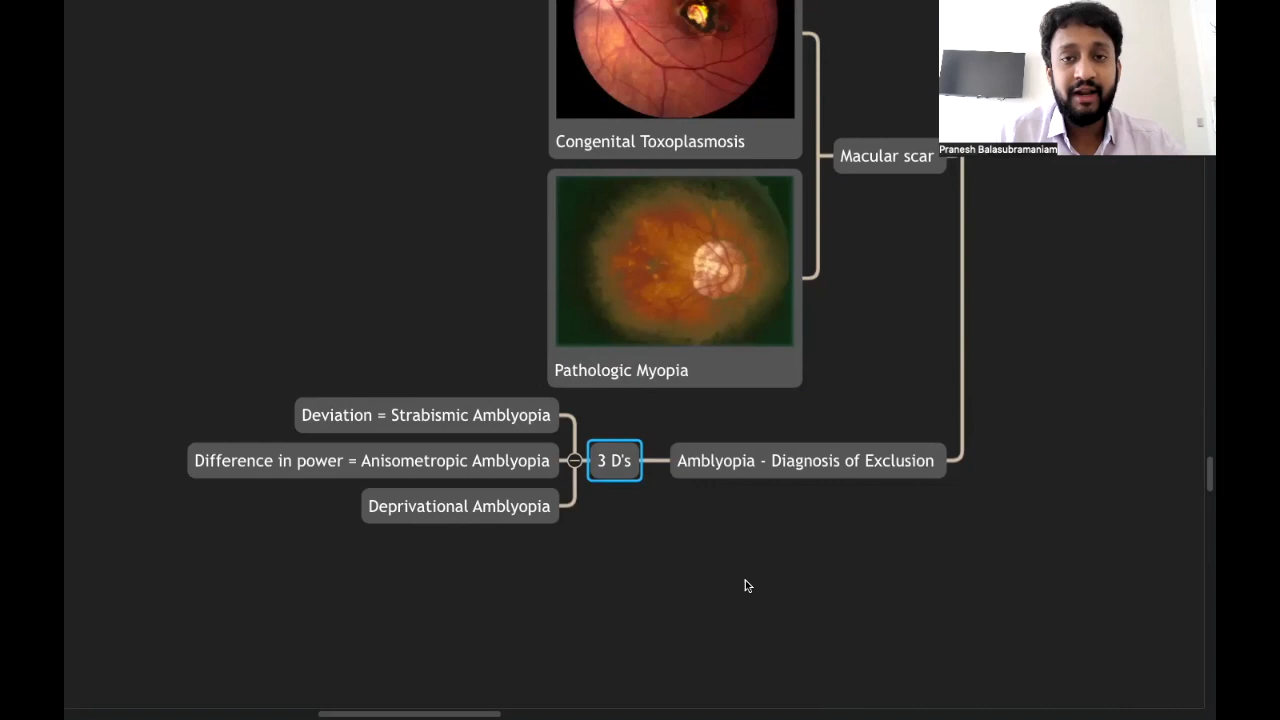 Congenital Toxoplasmosis
Macular scar
Pranesh Balasubramaniam
Pathologic Myopia
Deviation = Strabismic Amblyopia
Difference in power = Anisometropic Amblyopia
3 D's
Amblyopia - Diagnosis of Exclusion
Deprivational Amblyopia